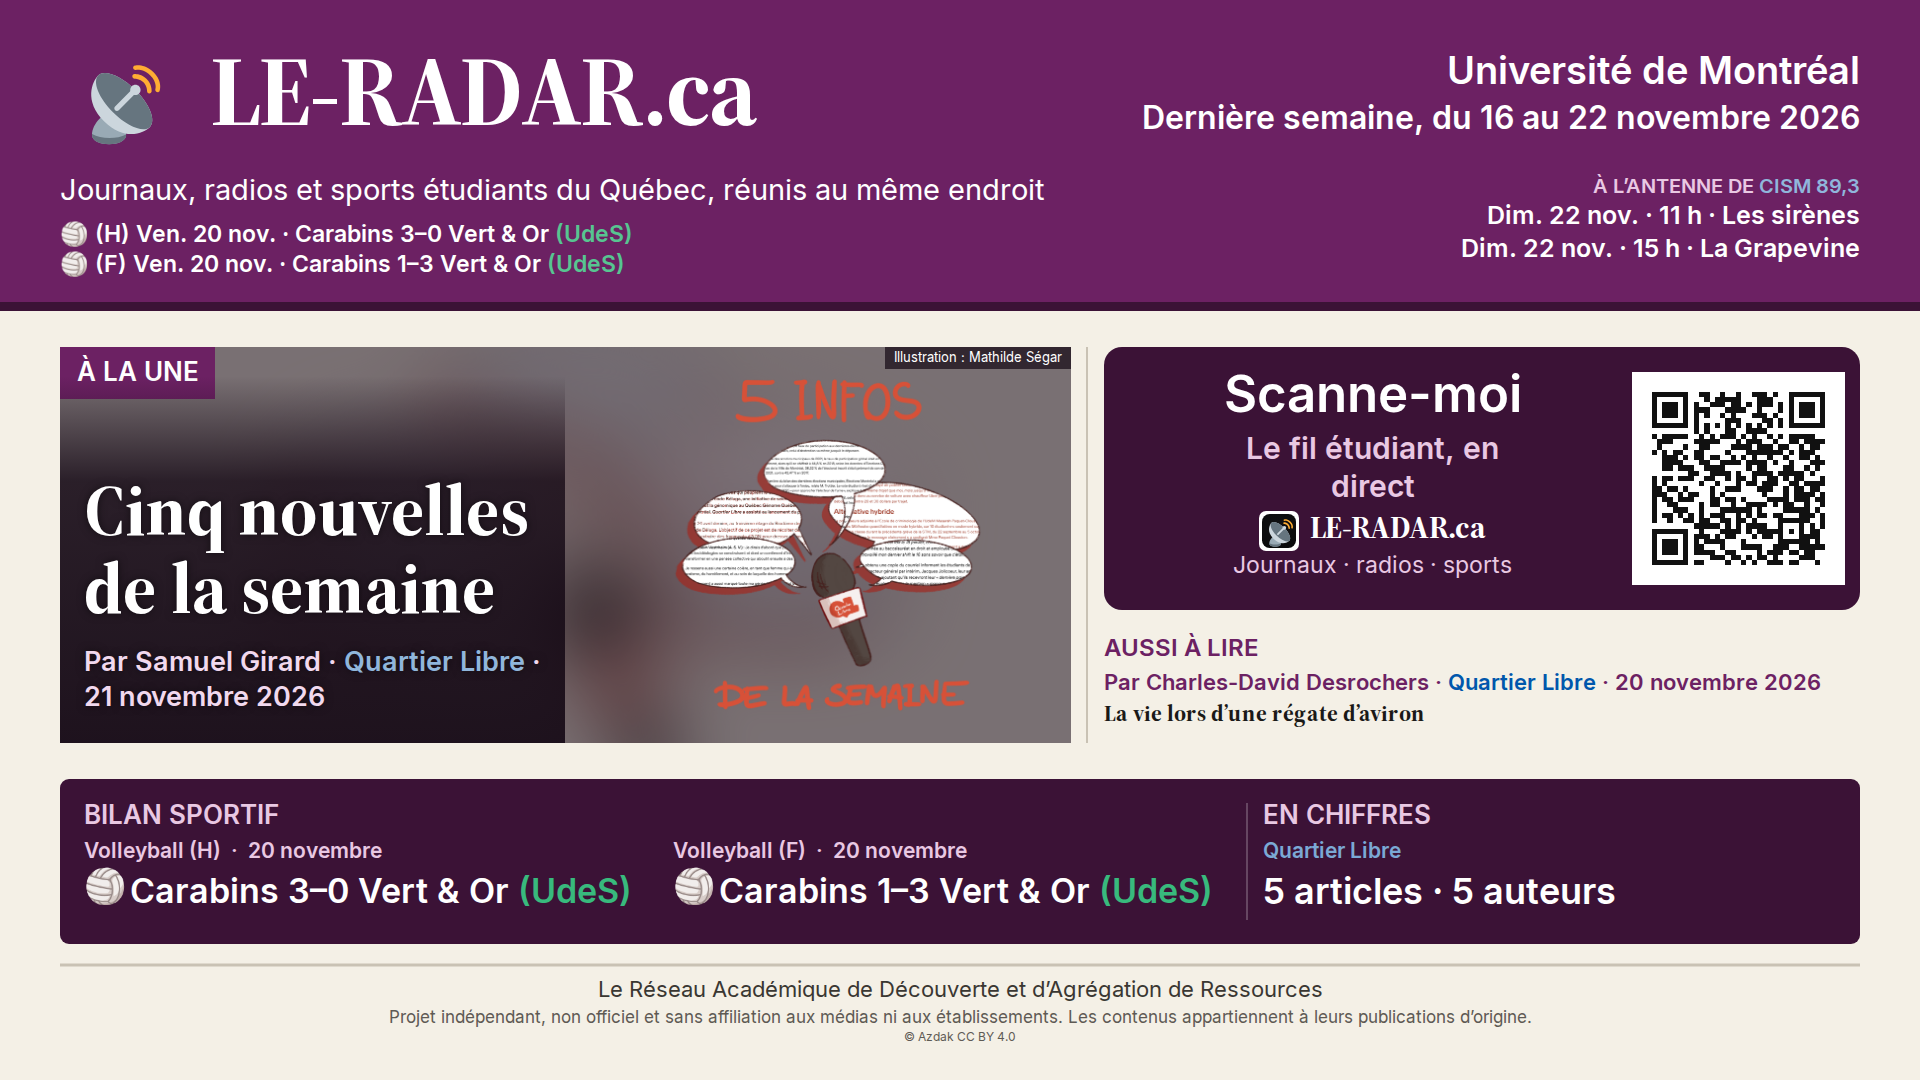 LE-RADAR.ca
Université de Montréal
Dernière semaine, du 16 au 22 novembre 2026
Journaux, radios et sports étudiants du Québec, réunis au même endroit
(H) Ven. 20 nov. · Carabins 3–0 Vert & Or (UdeS)
(F) Ven. 20 nov. · Carabins 1–3 Vert & Or (UdeS)
À L’ANTENNE DE CISM 89,3
Dim. 22 nov. · 11 h · Les sirènes
Dim. 22 nov. · 15 h · La Grapevine
À LA UNE
Illustration : Mathilde Ségar
5 INFOS
DE LA SEMAINE
Cinq nouvelles
de la semaine
Par Samuel Girard · Quartier Libre ·
21 novembre 2026
Scanne-moi
Le fil étudiant, en
direct
LE-RADAR.ca
Journaux · radios · sports
AUSSI À LIRE
Par Charles-David Desrochers · Quartier Libre · 20 novembre 2026
La vie lors d’une régate d’aviron
BILAN SPORTIF
Volleyball (H) · 20 novembre
Carabins 3–0 Vert & Or (UdeS)
Volleyball (F) · 20 novembre
Carabins 1–3 Vert & Or (UdeS)
EN CHIFFRES
Quartier Libre
5 articles · 5 auteurs
Le Réseau Académique de Découverte et d’Agrégation de Ressources
Projet indépendant, non officiel et sans affiliation aux médias ni aux établissements. Les contenus appartiennent à leurs publications d’origine.
© Azdak CC BY 4.0